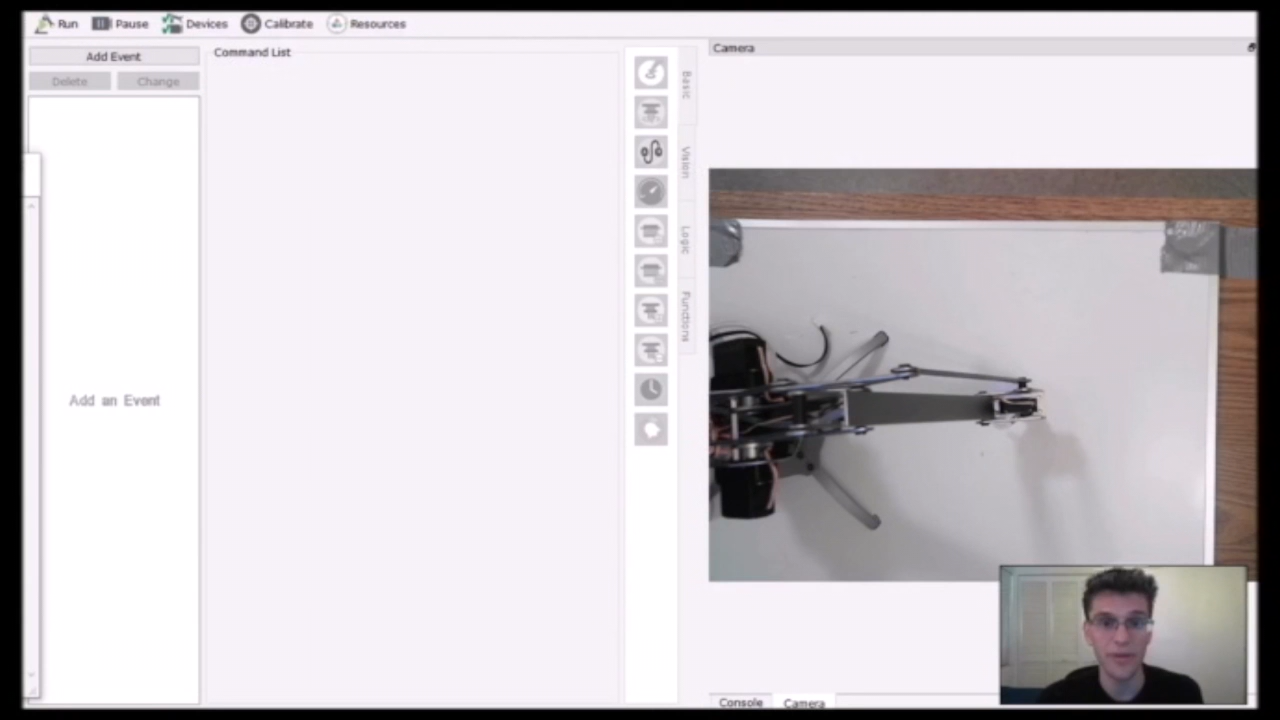 Run Pause Devices Calibrate Resources
Add Event
Delete Change
Add an Event
Command List
Basic
Vision
Logic
Functions
Camera
Console Camera